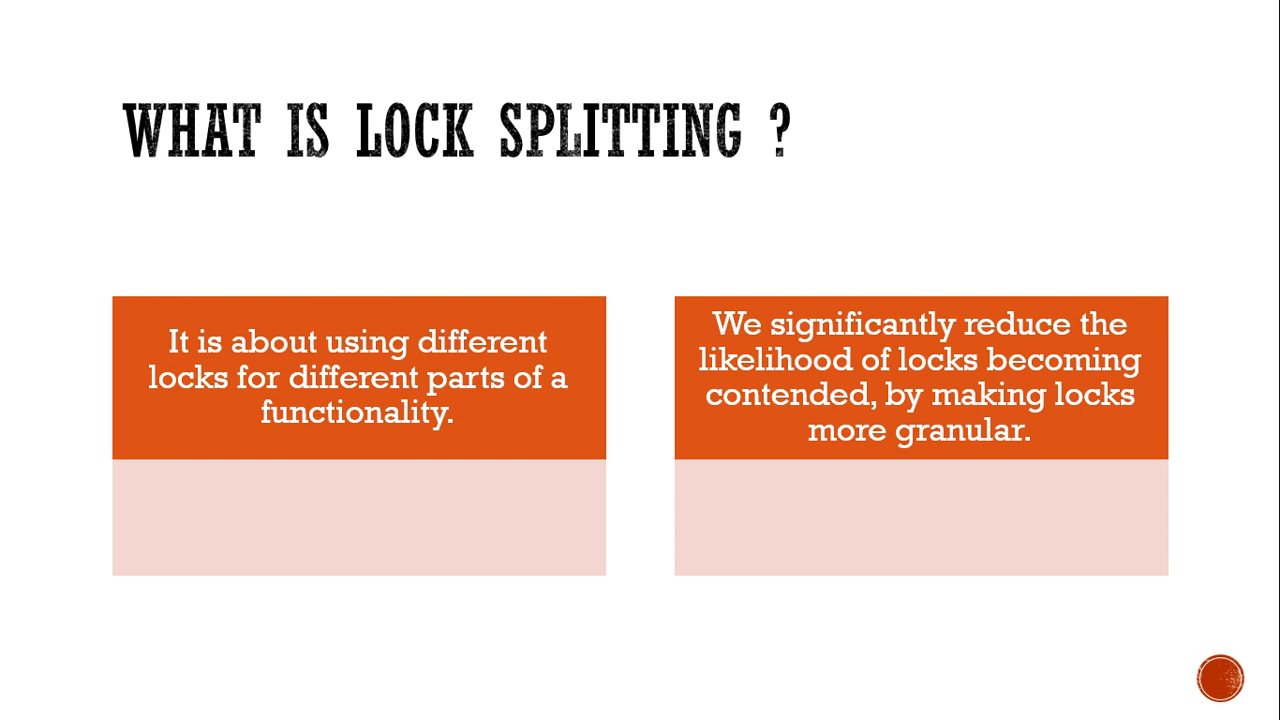 WHAT IS LOCK SPLITTING ?
It is about using different
locks for different parts of a
functionality.
We significantly reduce the
likelihood of locks becoming
contended, by making locks
more granular.